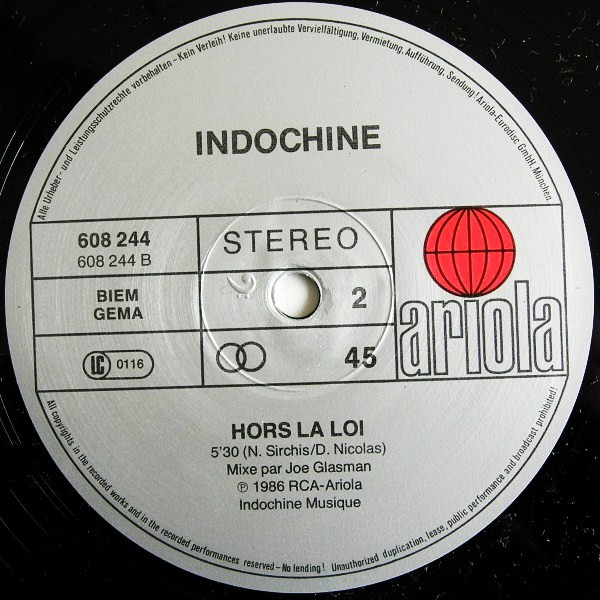 Alle Urheber- und Leistungsschutzrechte vorbehalten – Kein Verleih! Keine unerlaubte Vervielfältigung, Vermietung, Aufführung, Sendung! Ariola-Eurodisc GmbH, München.
INDOCHINE
608 244
608 244 B
STEREO
BIEM
GEMA
2
LC 0116
45
ariola
HORS LA LOI
5'30 (N. Sirchis/D. Nicolas)
Mixe par Joe Glasman
℗ 1986 RCA-Ariola
Indochine Musique
All copyrights in the recorded works and in the recorded performances reserved – No lending! Unauthorized duplication, lease, public performance and broadcast prohibited!